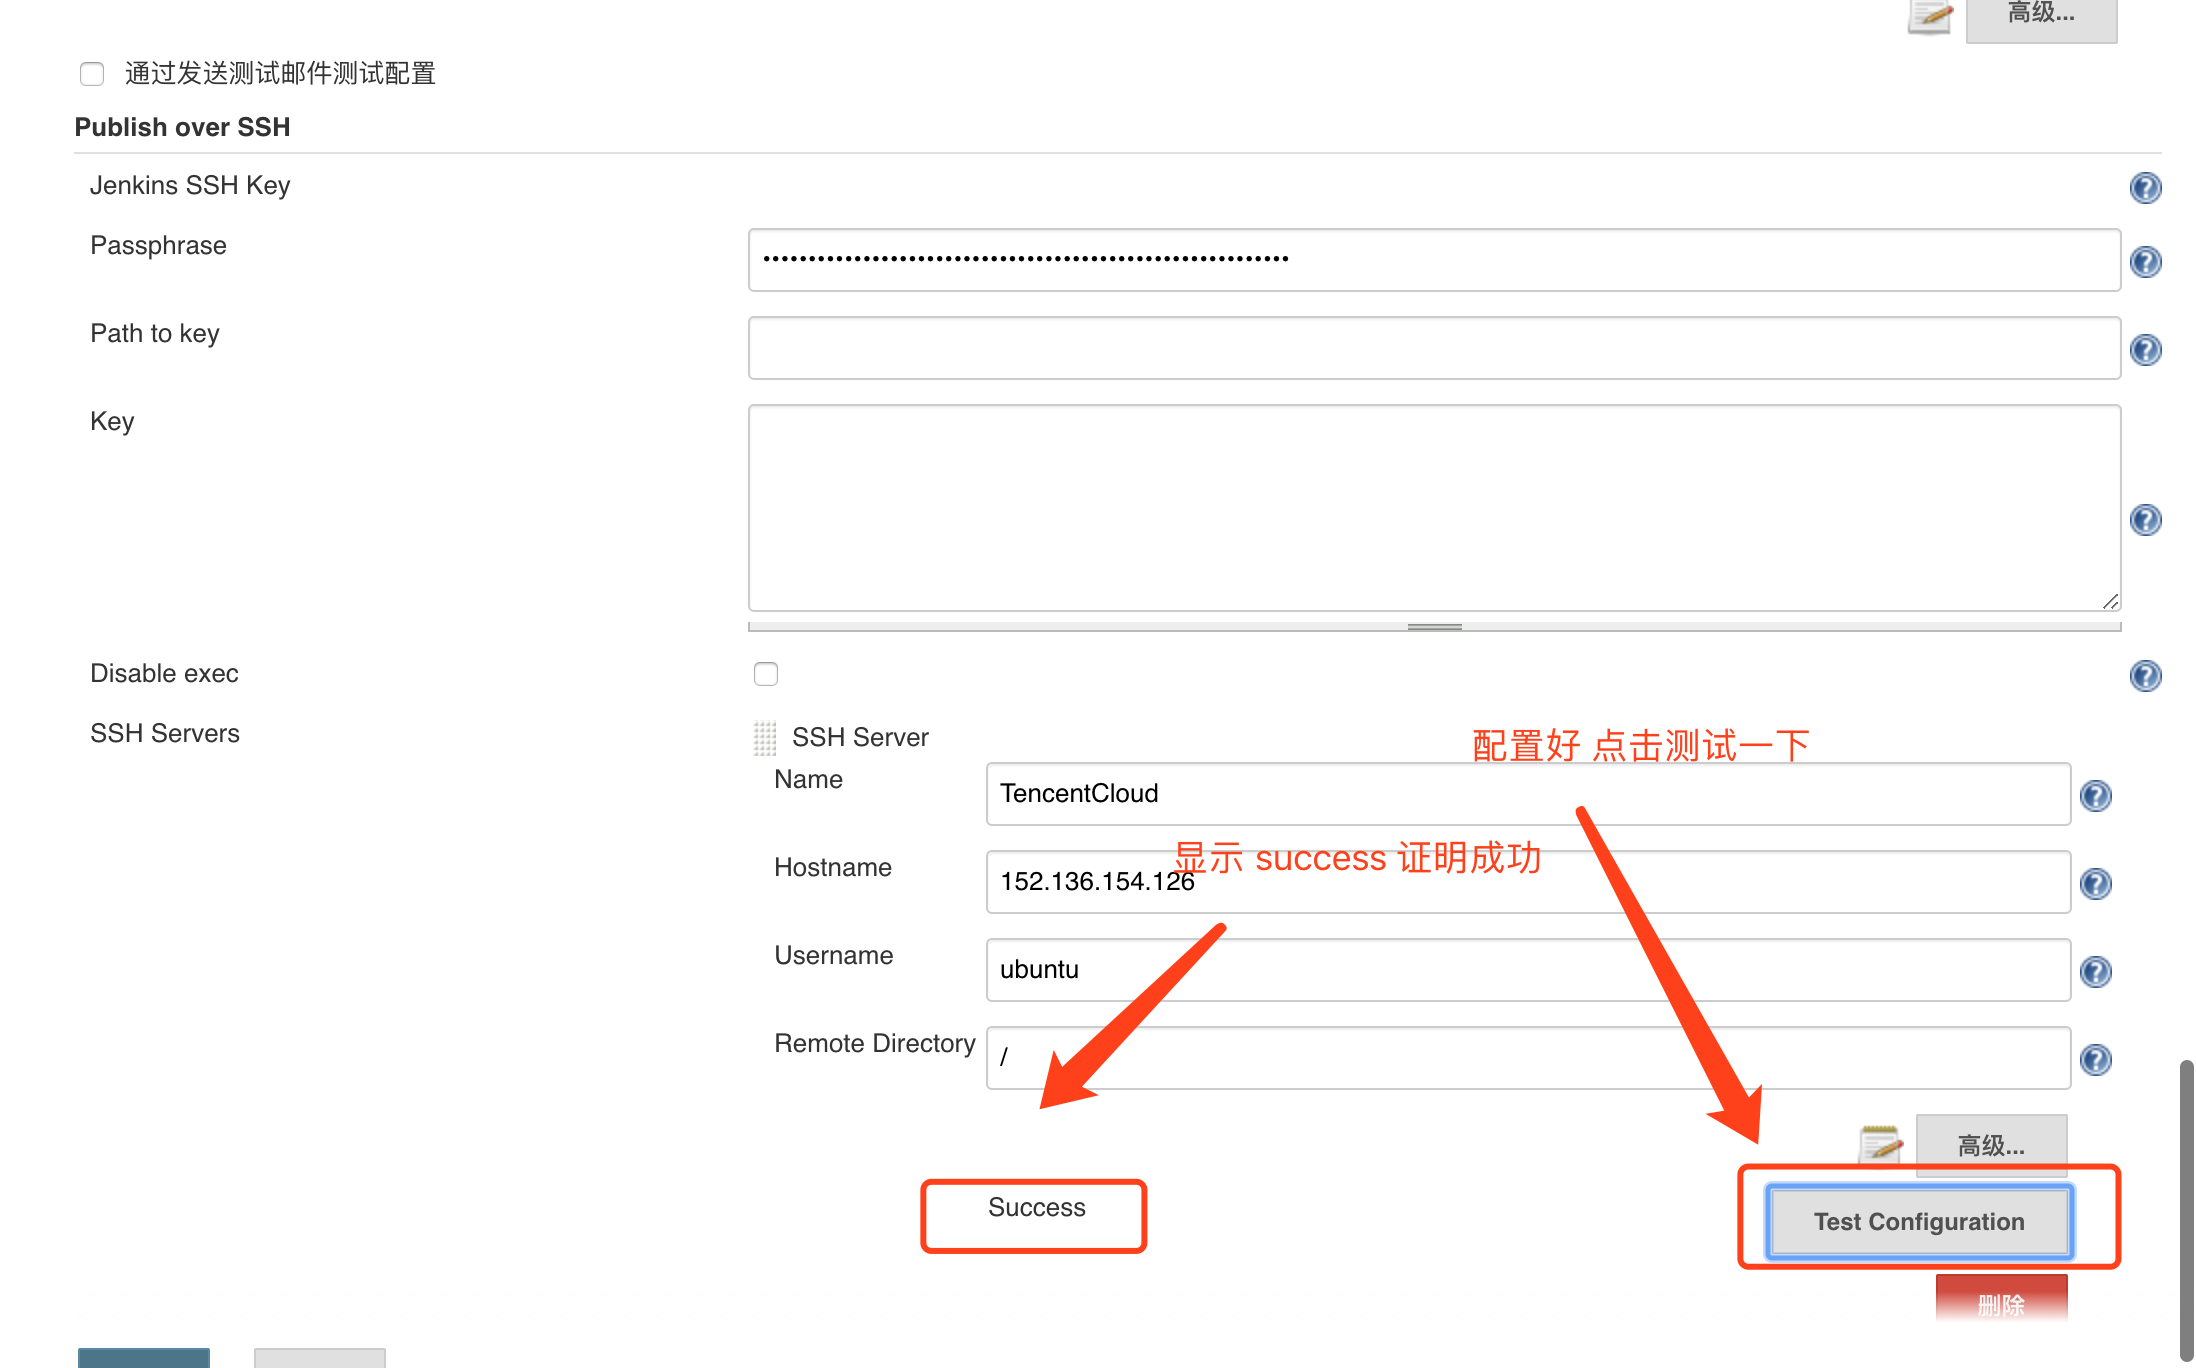 高级...
通过发送测试邮件测试配置
Publish over SSH
Jenkins SSH Key
Passphrase
••••••••••••••••••••••••••••••••••••••••••••••••••••••••••
Path to key
Key
Disable exec
SSH Servers
SSH Server
配置好 点击测试一下
Name
TencentCloud
显示 success 证明成功
Hostname
152.136.154.126
Username
ubuntu
Remote Directory
/
高级...
Success
Test Configuration
删除